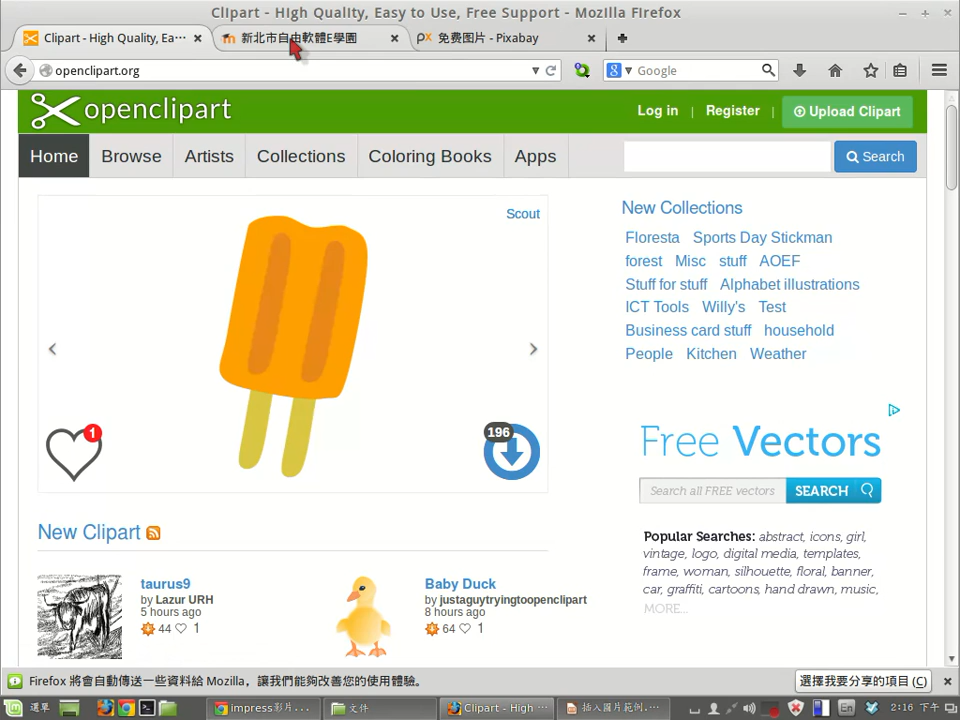 Clipart - High Quality, Easy to Use, Free Support - Mozilla Firefox
Clipart - High Quality, Ea···
新北市自由軟體E學園
免费图片 - Pixabay
openclipart.org
Google
openclipart
Log in | Register | Upload Clipart
Home Browse Artists Collections Coloring Books Apps
Search
Scout
New Collections
Floresta Sports Day Stickman
forest Misc stuff AOEF
Stuff for stuff Alphabet illustrations
ICT Tools Willy's Test
Business card stuff household
People Kitchen Weather
1
196
Free Vectors
Search all FREE vectors SEARCH
Popular Searches: abstract, icons, girl,
vintage, logo, digital media, templates,
frame, woman, silhouette, floral, banner,
car, graffiti, cartoons, hand drawn, music,
MORE...
New Clipart
taurus9
by Lazur URH
5 hours ago
44 1
Baby Duck
by justaguytryingtoopenclipart
8 hours ago
64 1
Firefox 將會自動傳送一些資料給 Mozilla，讓我們能夠改善您的使用體驗。
選擇我要分享的項目(C)
選單
impress影片...
文件
Clipart - High ···
插入圖片範例....
En
2:16 下午